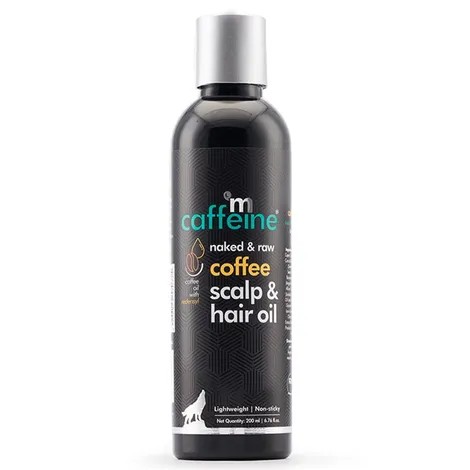 m
caffeine®
naked & raw
coffee
scalp &
hair oil
coffee
oil
with
redensyl
Lightweight | Non-sticky
Net Quantity: 200 ml | 6.76 fl.oz.